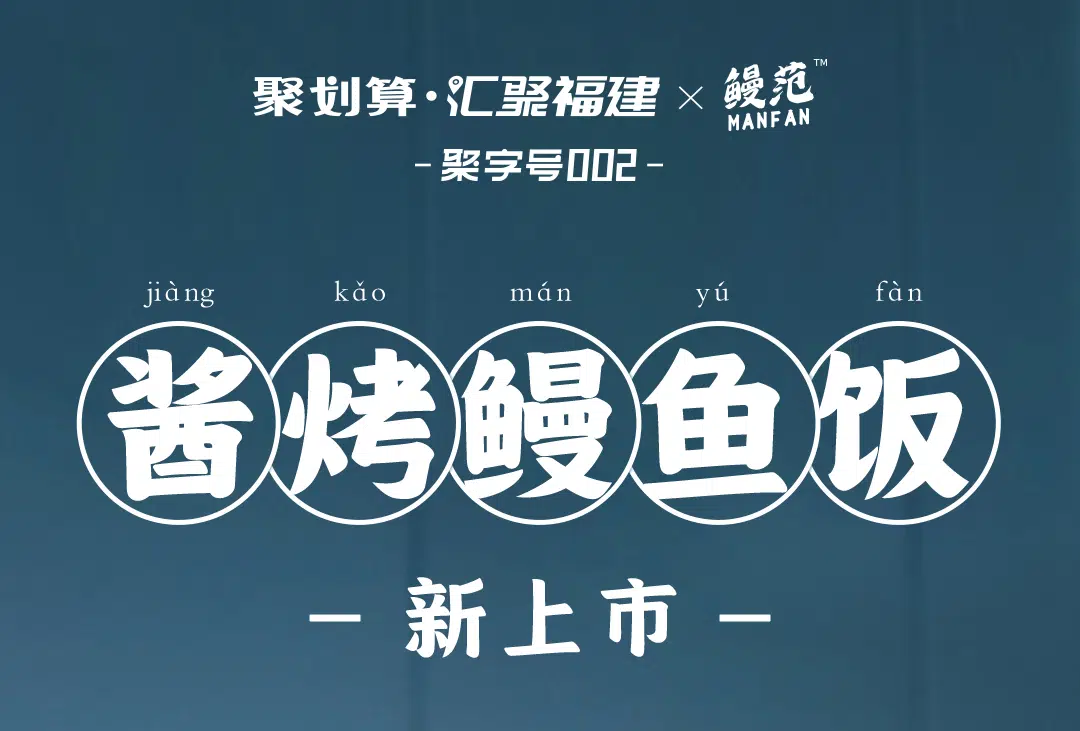 聚划算·汇聚福建×鳗范™
MANFAN
-聚字号002-
jiàng kǎo mán yú fàn
酱烤鳗鱼饭
— 新上市 —